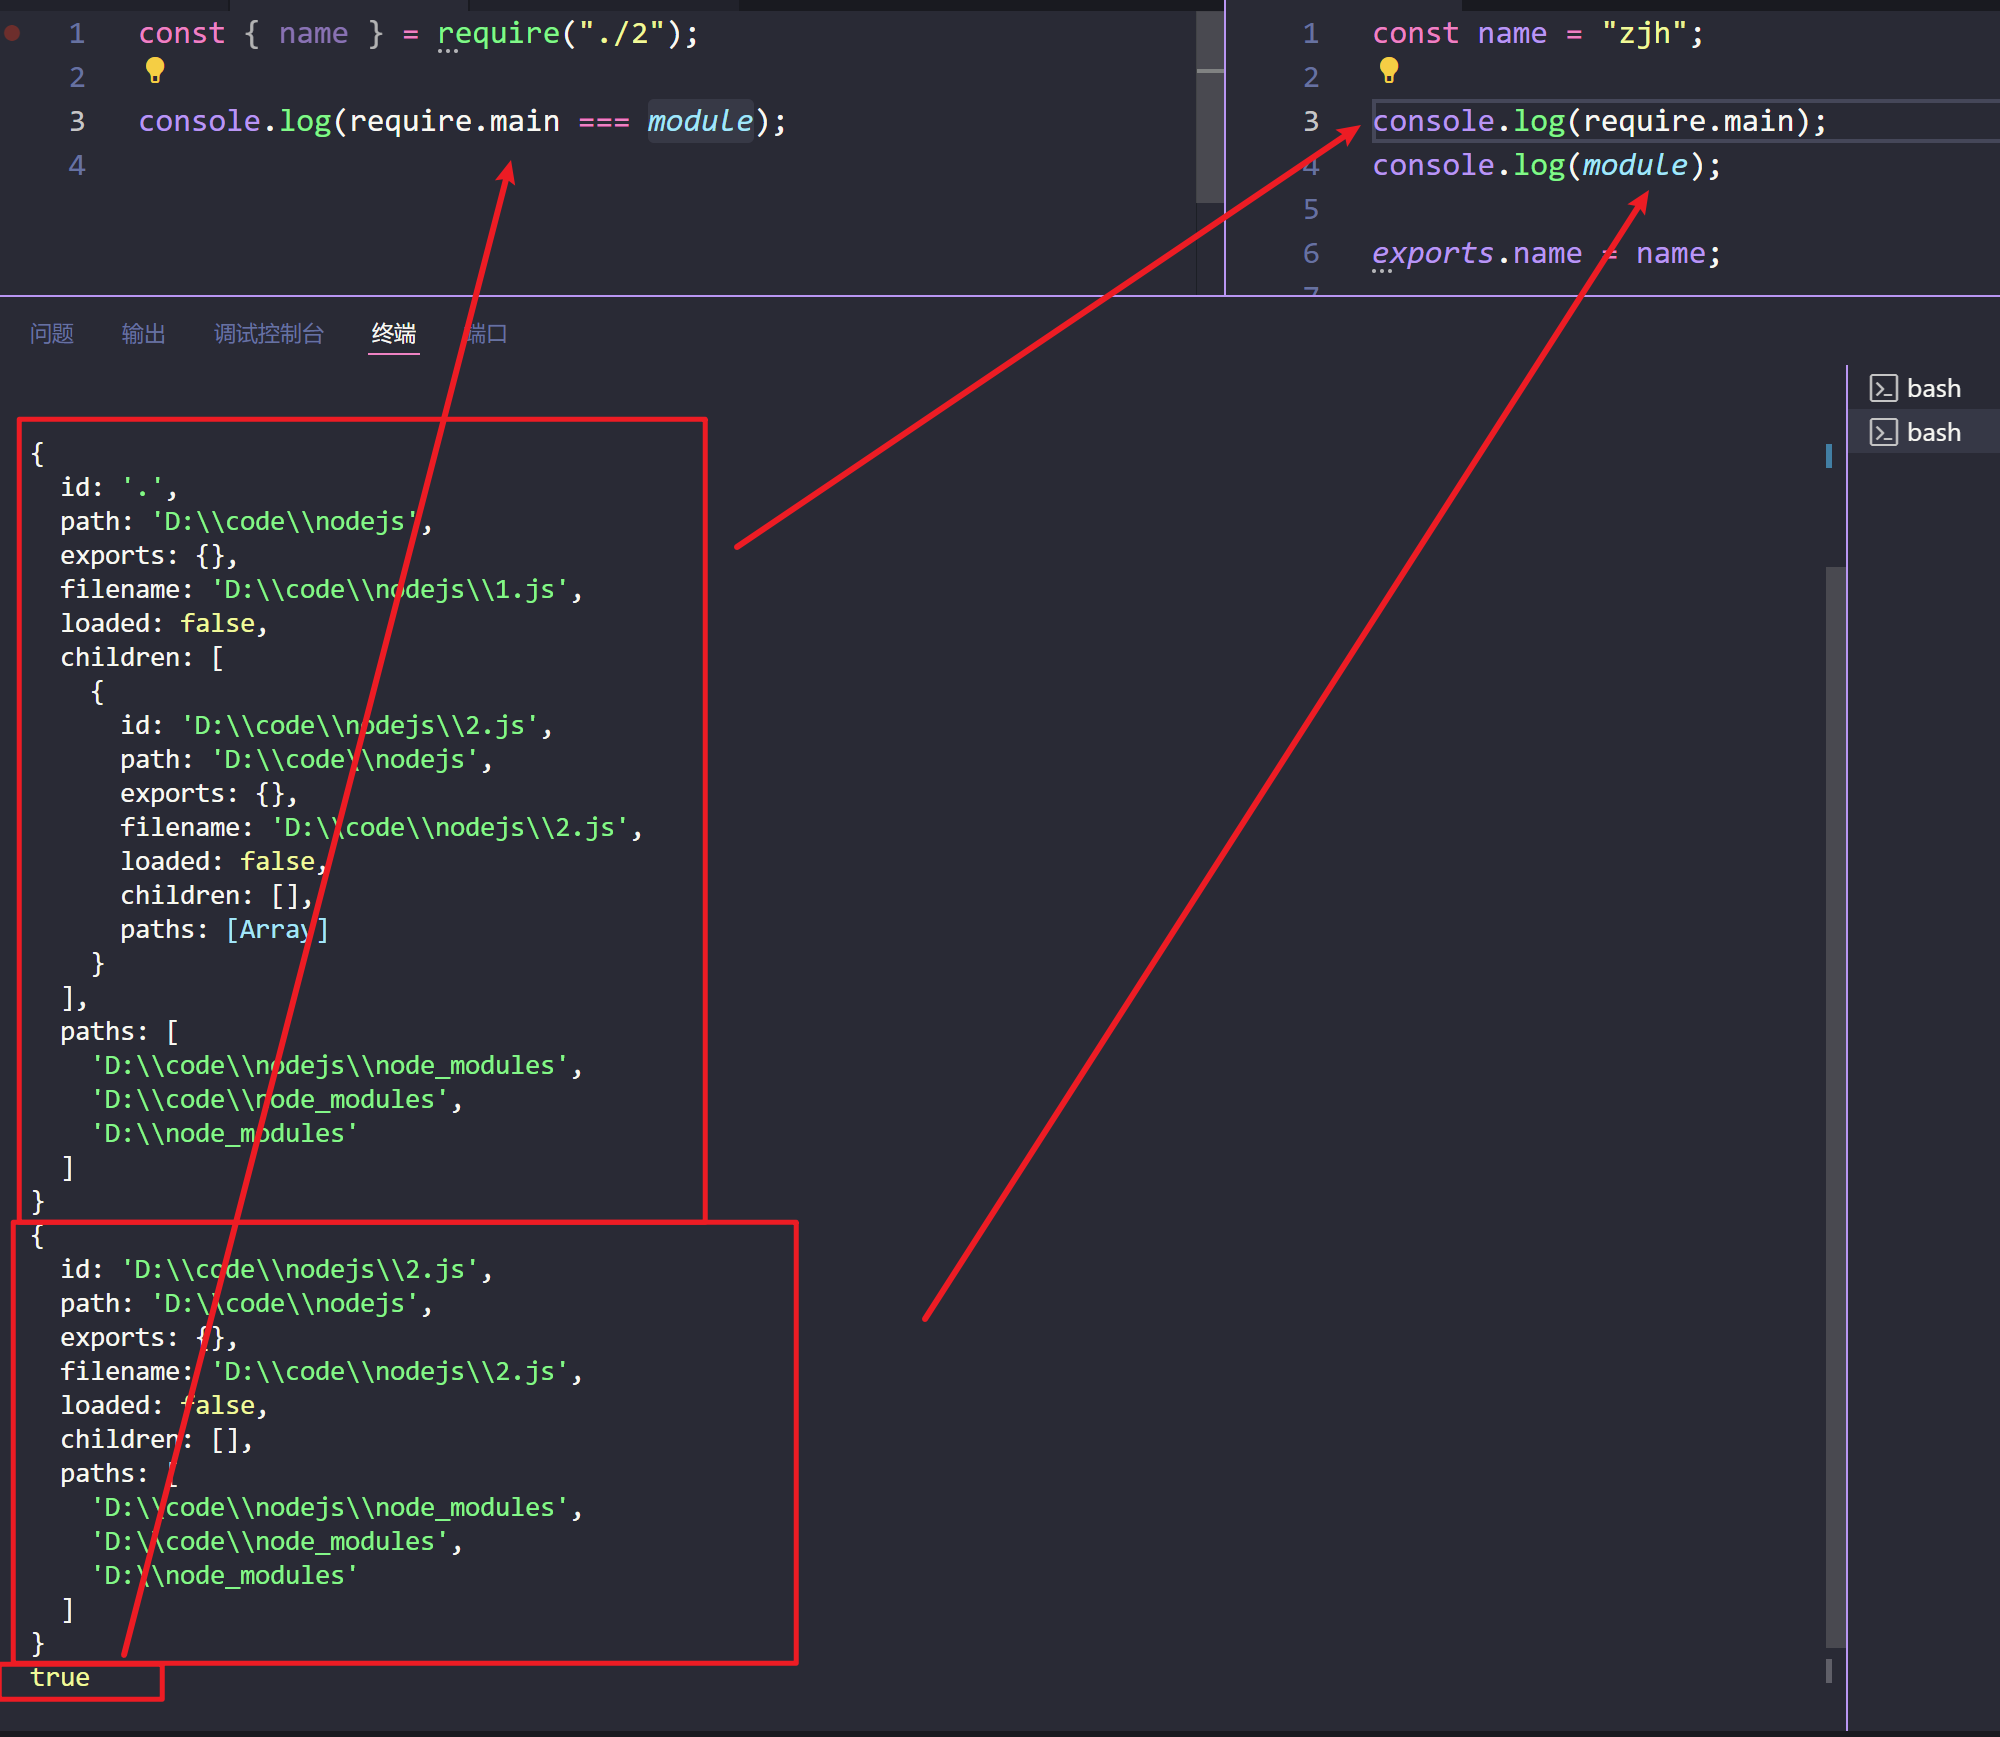 1 const { name } = require("./2");
2
3 console.log(require.main === module);
4
1 const name = "zjh";
2
3 console.log(require.main);
4 console.log(module);
5
6 exports.name = name;
7
问题 输出 调试控制台 终端 端口
bash
bash
{
  id: '.',
  path: 'D:\\code\\nodejs',
  exports: {},
  filename: 'D:\\code\\nodejs\\1.js',
  loaded: false,
  children: [
    {
      id: 'D:\\code\\nodejs\\2.js',
      path: 'D:\\code\\nodejs',
      exports: {},
      filename: 'D:\\code\\nodejs\\2.js',
      loaded: false,
      children: [],
      paths: [Array]
    }
  ],
  paths: [
    'D:\\code\\nodejs\\node_modules',
    'D:\\code\\node_modules',
    'D:\\node_modules'
  ]
}
{
  id: 'D:\\code\\nodejs\\2.js',
  path: 'D:\\code\\nodejs',
  exports: {},
  filename: 'D:\\code\\nodejs\\2.js',
  loaded: false,
  children: [],
  paths: [
    'D:\\code\\nodejs\\node_modules',
    'D:\\code\\node_modules',
    'D:\\node_modules'
  ]
}
true